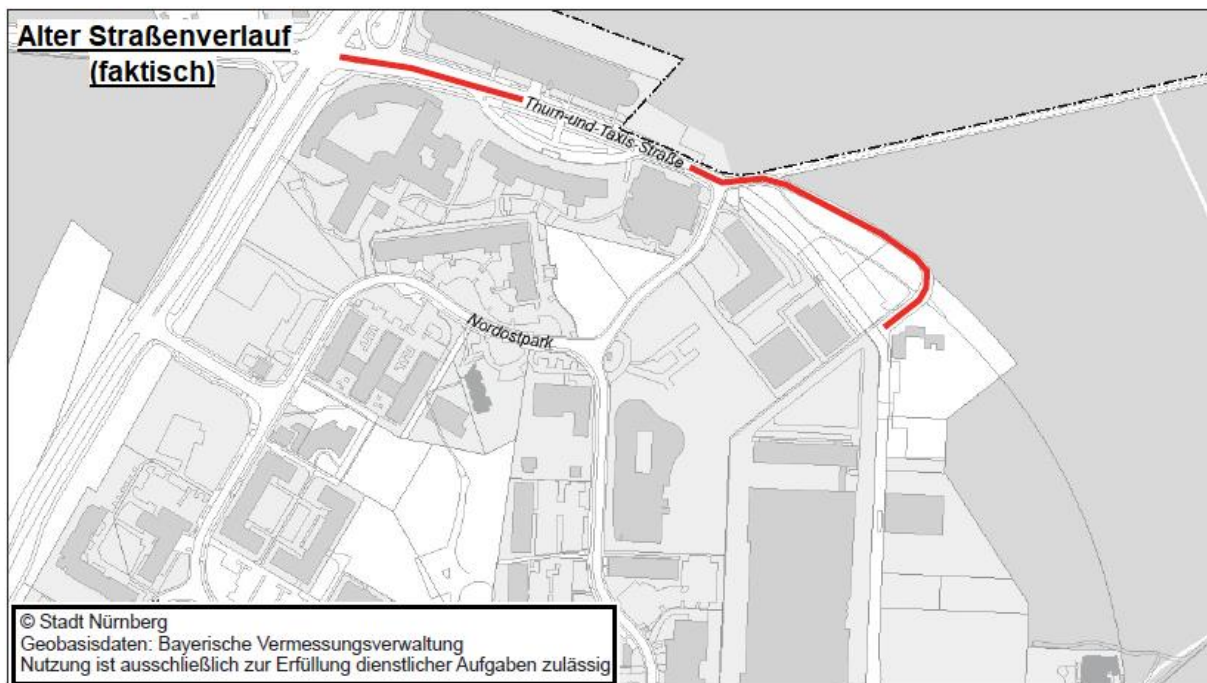 Alter Straßenverlauf
(faktisch)
Thurn-und-Taxis-Straße
Nordostpark
© Stadt Nürnberg
Geobasisdaten: Bayerische Vermessungsverwaltung
Nutzung ist ausschließlich zur Erfüllung dienstlicher Aufgaben zulässig